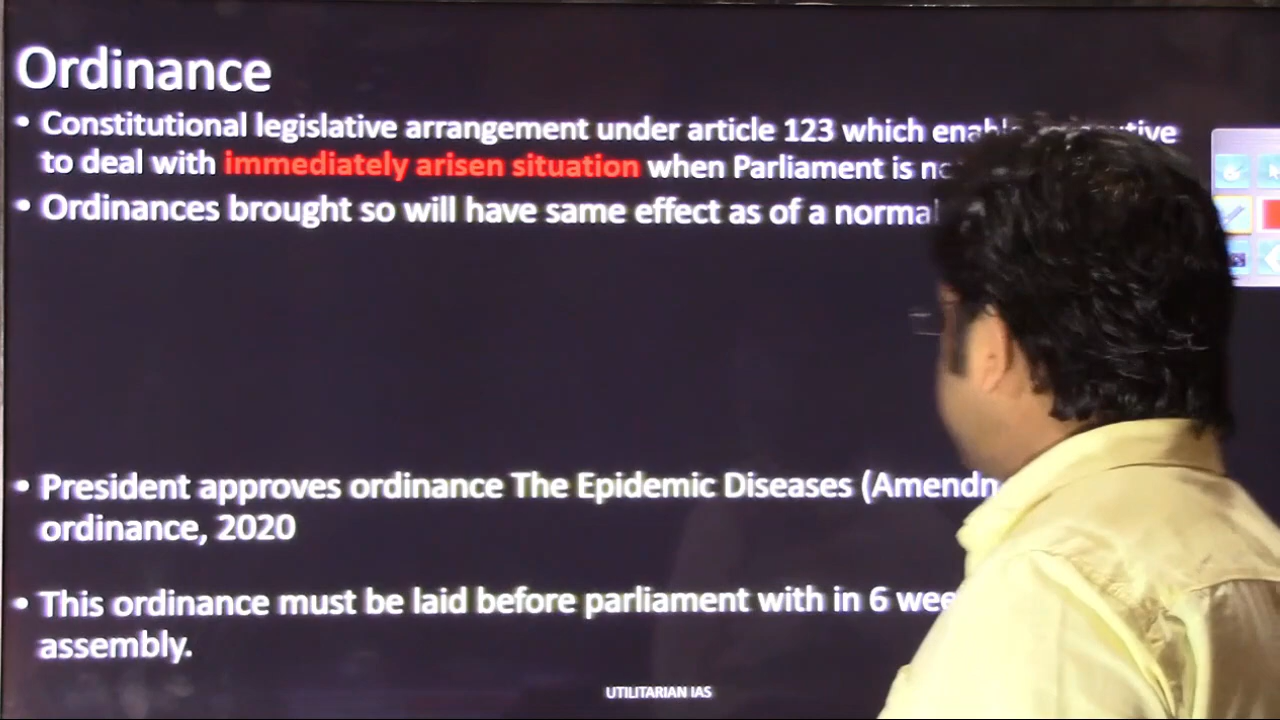 Ordinance
• Constitutional legislative arrangement under article 123 which
to deal with immediately arisen situation when Parliament is
• Ordinances brought so will have same effect as of a normal
• President approves ordinance The Epidemic Diseases
ordinance, 2020
• This ordinance must be laid before parliament with in 6
assembly.
UTILITARIAN IAS